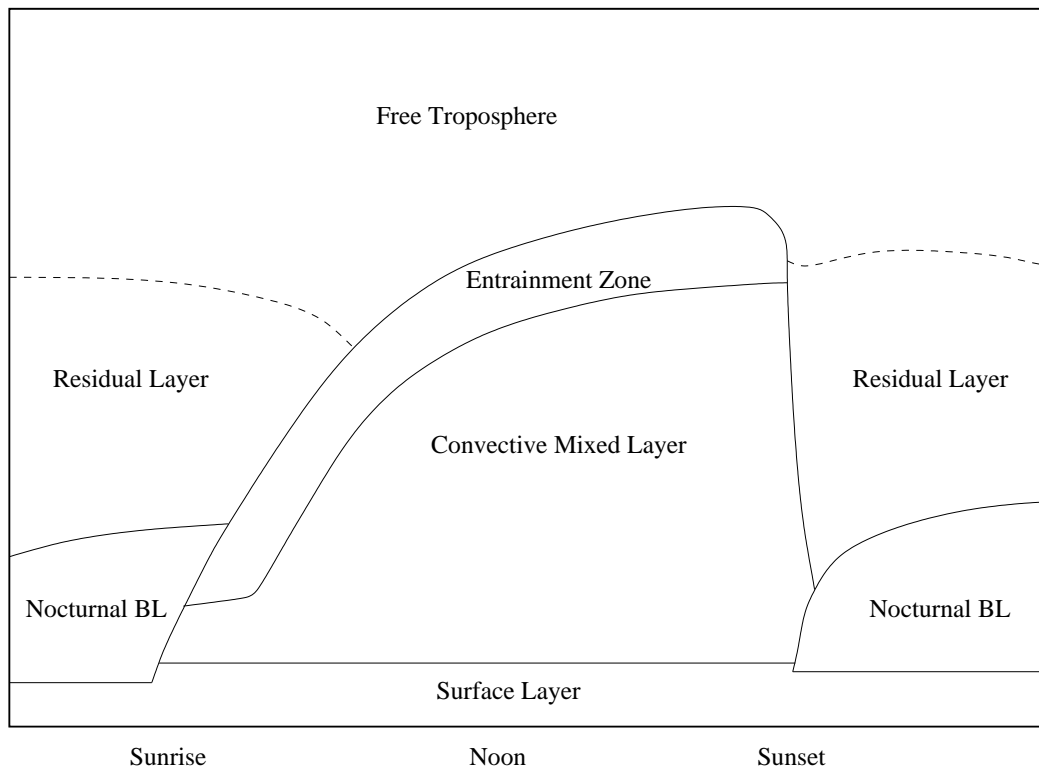 Free Troposphere
Entrainment Zone
Residual Layer
Residual Layer
Convective Mixed Layer
Nocturnal BL
Nocturnal BL
Surface Layer
Sunrise
Noon
Sunset